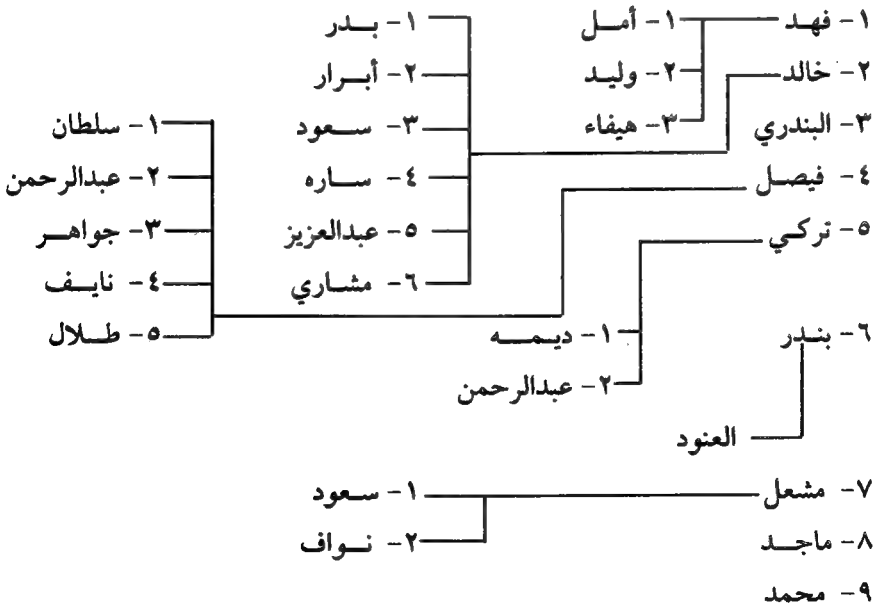 ١- فهد
٢- خالد
٣- البندري
٤- فيصل
٥- تركي
٦- بندر
٧- مشعل
٨- ماجد
٩- محمد
١- أمل
٢- وليد
٣- هيفاء
١- بدر
٢- أبرار
٣- سعود
٤- ساره
٥- عبدالعزيز
٦- مشاري
١- سلطان
٢- عبدالرحمن
٣- جواهر
٤- نايف
٥- طلال
١- ديمه
٢- عبدالرحمن
العنود
١- سعود
٢- نواف